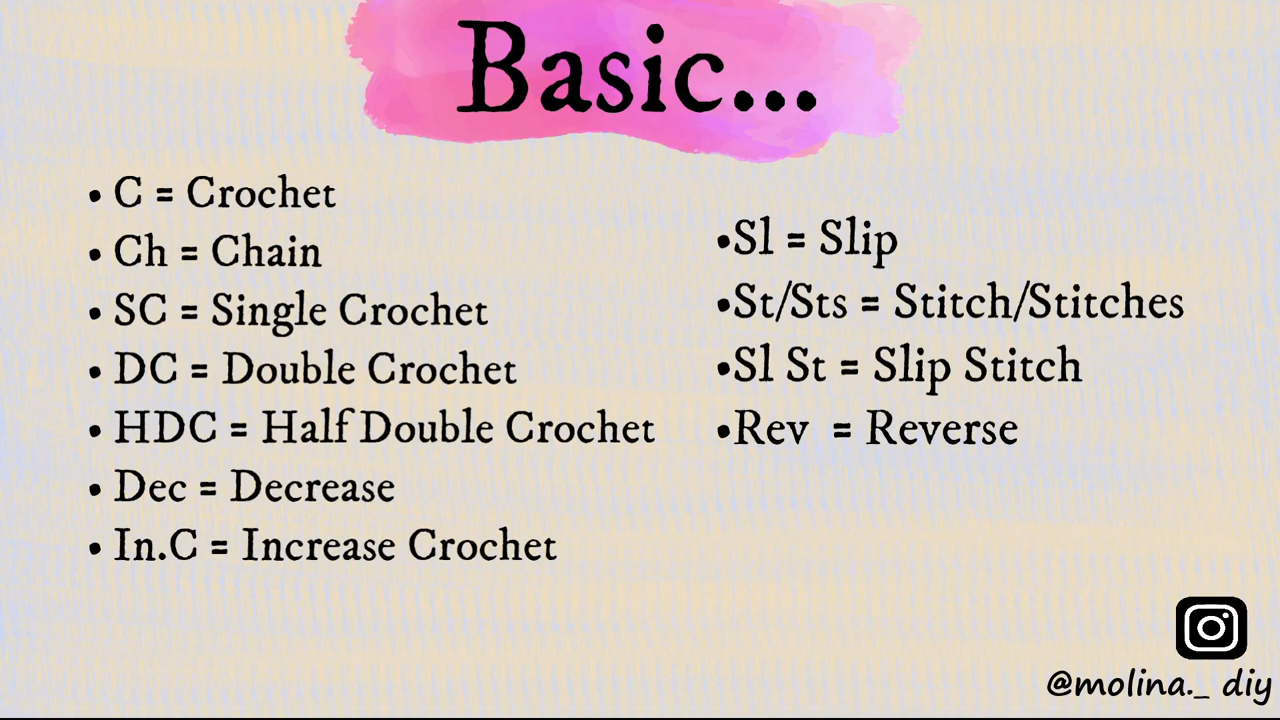 Basic...
• C = Crochet
• Ch = Chain
• SC = Single Crochet
• DC = Double Crochet
• HDC = Half Double Crochet
• Dec = Decrease
• In.C = Increase Crochet
•Sl = Slip
•St/Sts = Stitch/Stitches
•Sl St = Slip Stitch
•Rev = Reverse
@molina._ diy